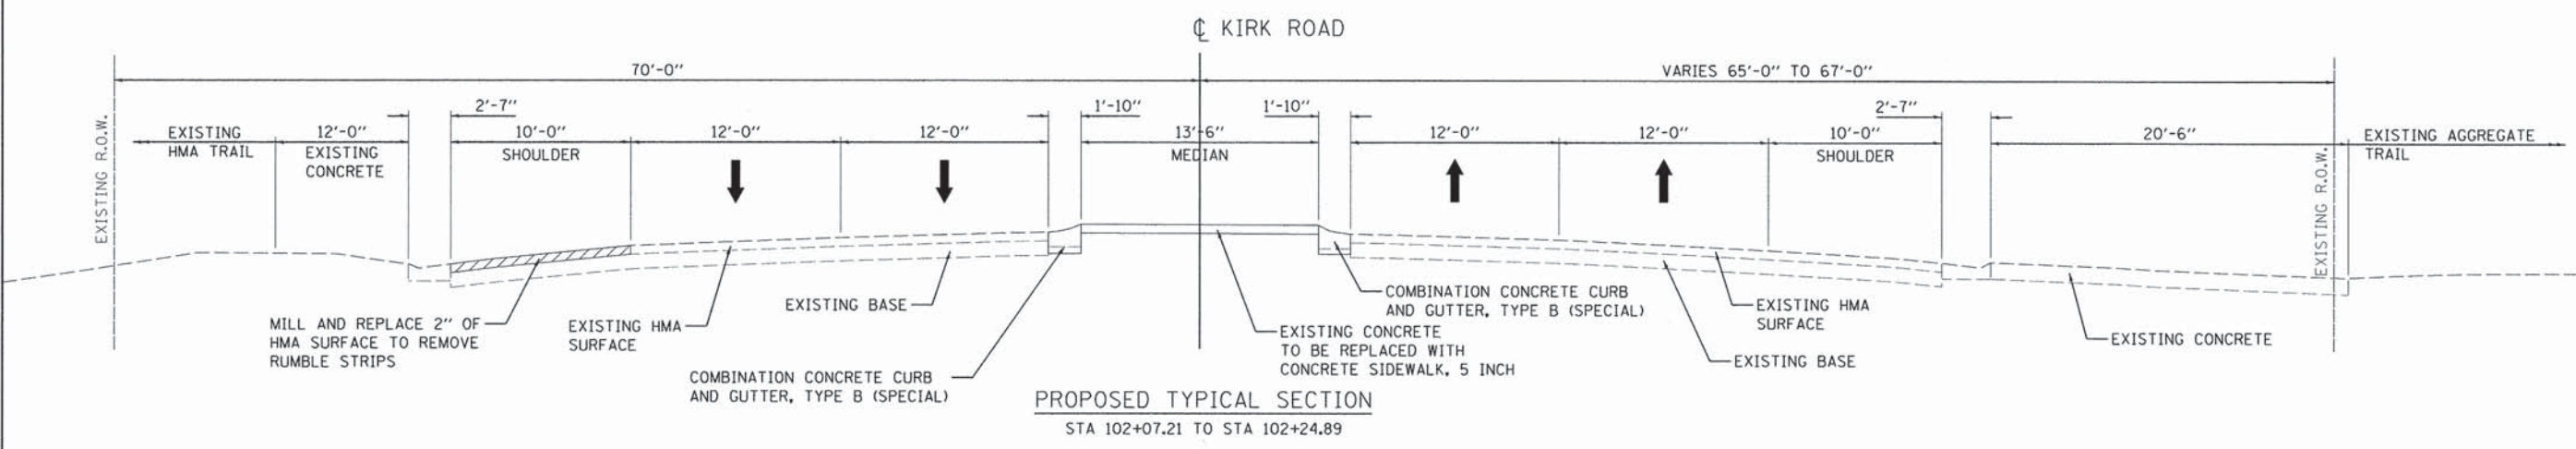 ℄ KIRK ROAD
70'-0"
VARIES 65'-0" TO 67'-0"
2'-7"
1'-10"
1'-10"
2'-7"
EXISTING R.O.W.
EXISTING
HMA TRAIL
12'-0"
EXISTING
CONCRETE
10'-0"
SHOULDER
12'-0"
12'-0"
13'-6"
MEDIAN
12'-0"
12'-0"
10'-0"
SHOULDER
20'-6"
EXISTING R.O.W.
EXISTING AGGREGATE
TRAIL
MILL AND REPLACE 2" OF
HMA SURFACE TO REMOVE
RUMBLE STRIPS
EXISTING HMA
SURFACE
EXISTING BASE
COMBINATION CONCRETE CURB
AND GUTTER, TYPE B (SPECIAL)
COMBINATION CONCRETE CURB
AND GUTTER, TYPE B (SPECIAL)
EXISTING CONCRETE
TO BE REPLACED WITH
CONCRETE SIDEWALK, 5 INCH
EXISTING HMA
SURFACE
EXISTING BASE
EXISTING CONCRETE
PROPOSED TYPICAL SECTION
STA 102+07.21 TO STA 102+24.89